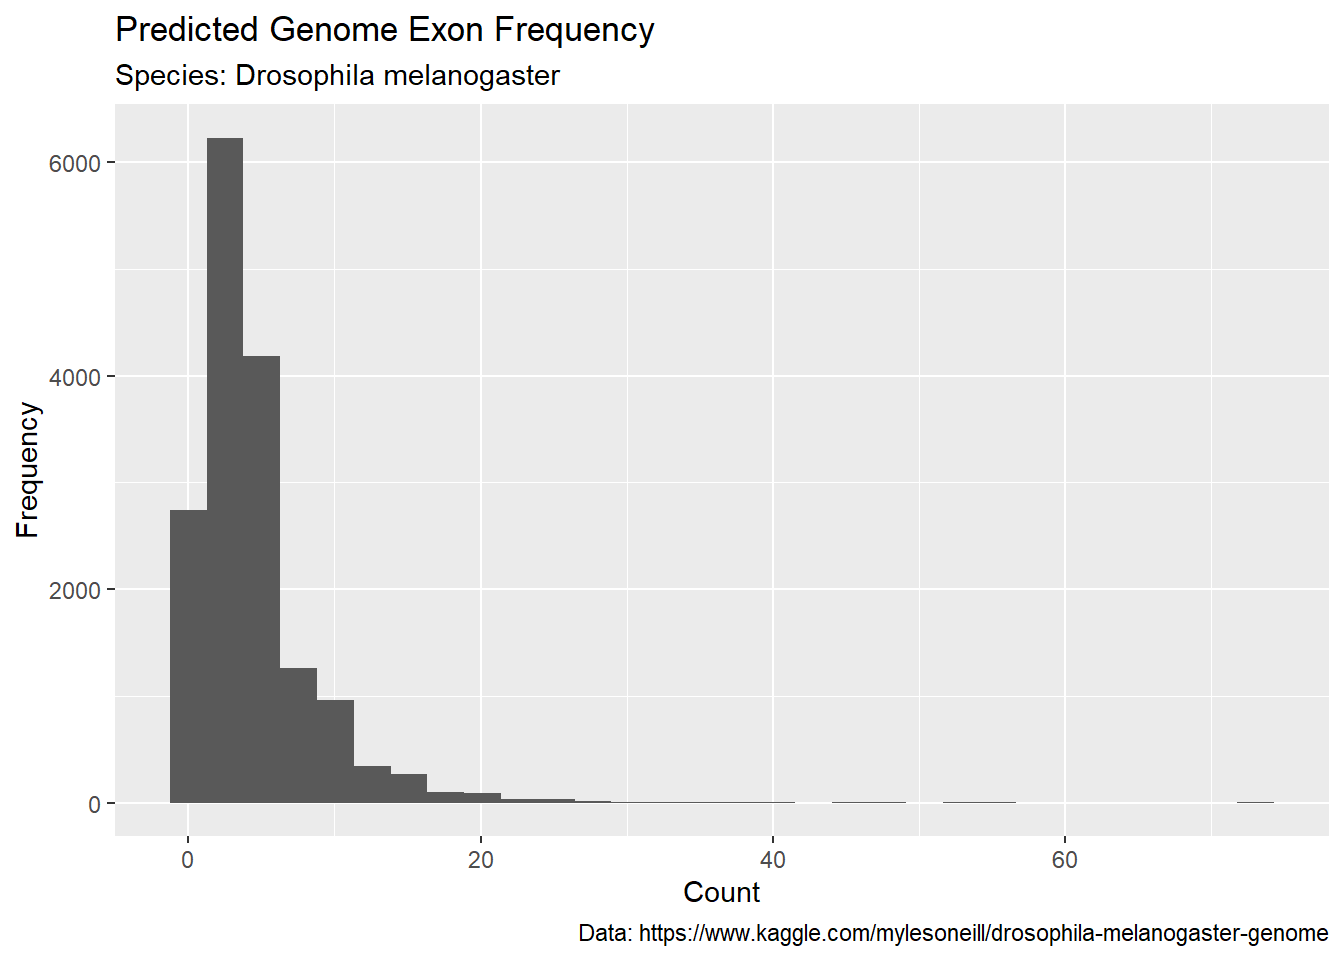 Predicted Genome Exon Frequency
Species: Drosophila melanogaster
6000
4000
2000
0
Frequency
0 20 40 60
Count
Data: https://www.kaggle.com/mylesoneill/drosophila-melanogaster-genome